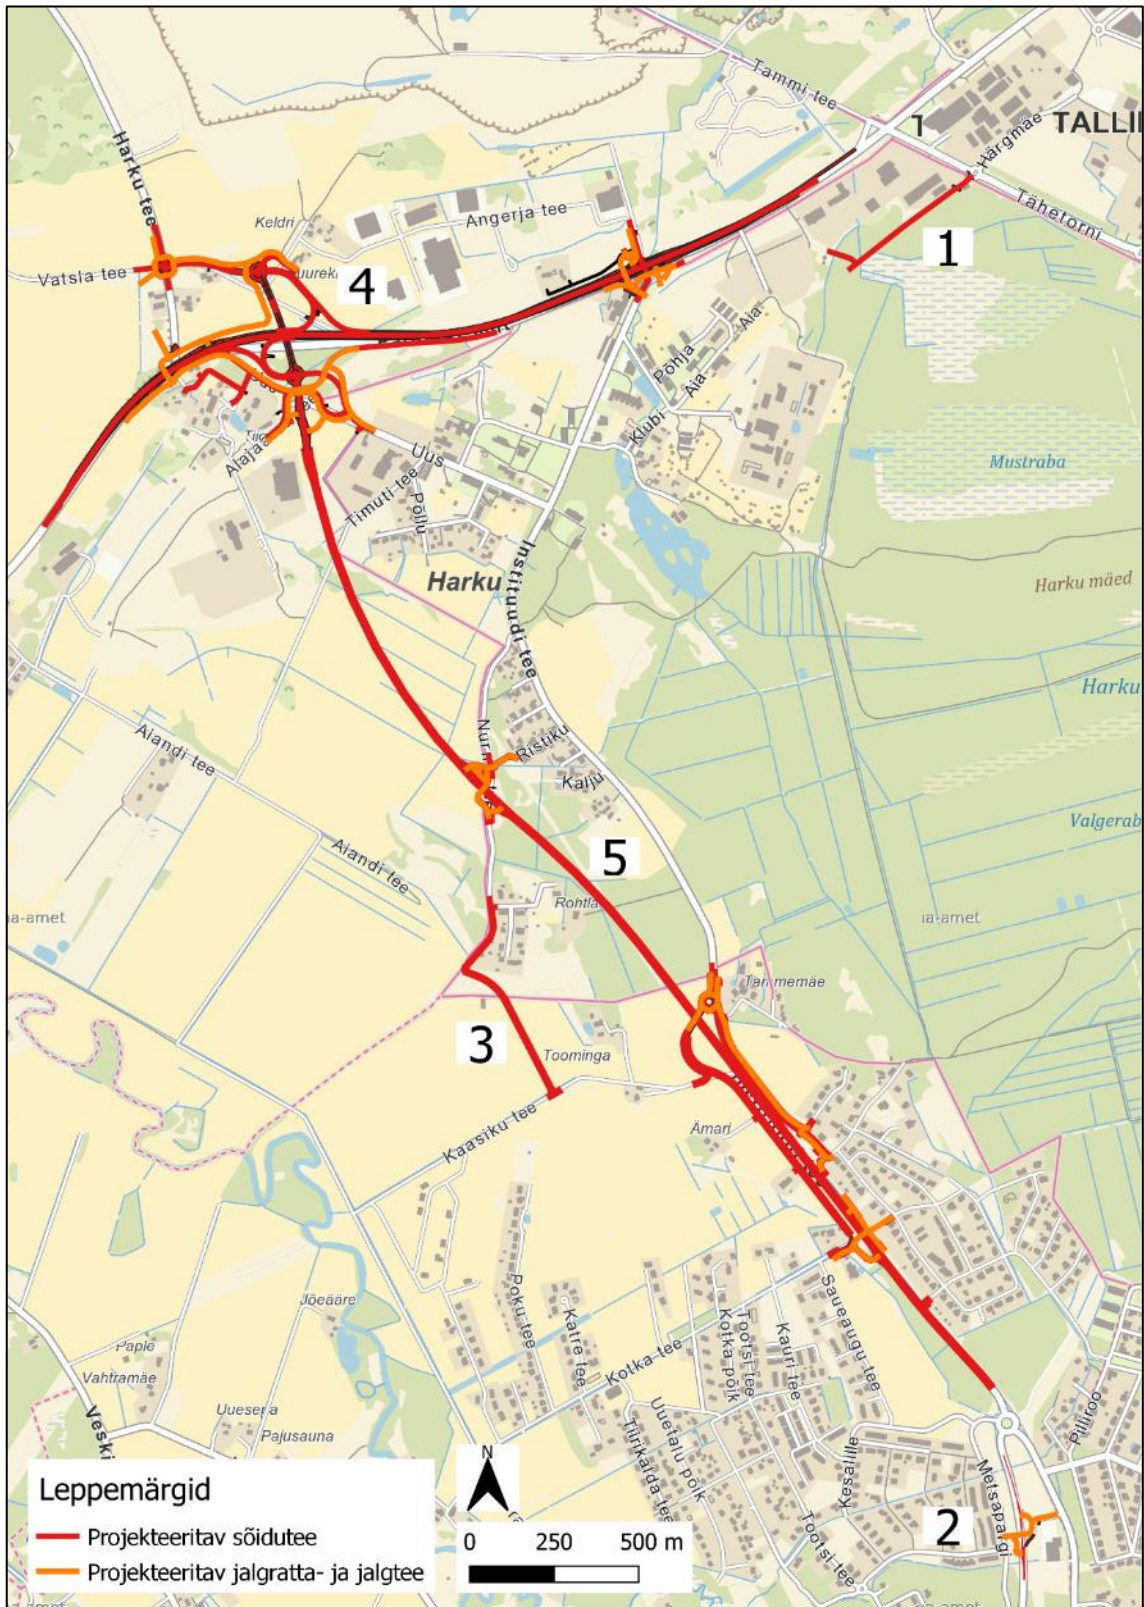 Tammi tee
TALLI
Härgmäe
Harku tee
Keldri
Angerja tee
Tähetorni
1
Vatsla tee
4
Aia
Põhja
Aia
Klubi
Uus
Mustraba
Timuti tee
Põllu
Harku
Instituudi tee
Harku mäed
Harku
Aiandi tee
Ristiku
Kalju
Valgerab
5
Aiandi tee
Rohtla
na-amet
3
Toominga
Kaasiku tee
Ämari
Jõeääre
Poku tee
Katre tee
Saueaugu tee
Tootsi tee
Kotka põik
Kauri tee
Kotka tee
Paple
Vahtramäe
Uuesepa
Pajusauna
Veski
Uuetalu põik
Tiirikalda tee
Kesalille
Metsapargi
Pilliroo
Tootsi tee
2
N
Leppemärgid
Projekteeritav sõidutee
Projekteeritav jalgratta- ja jalgtee
0 250 500 m